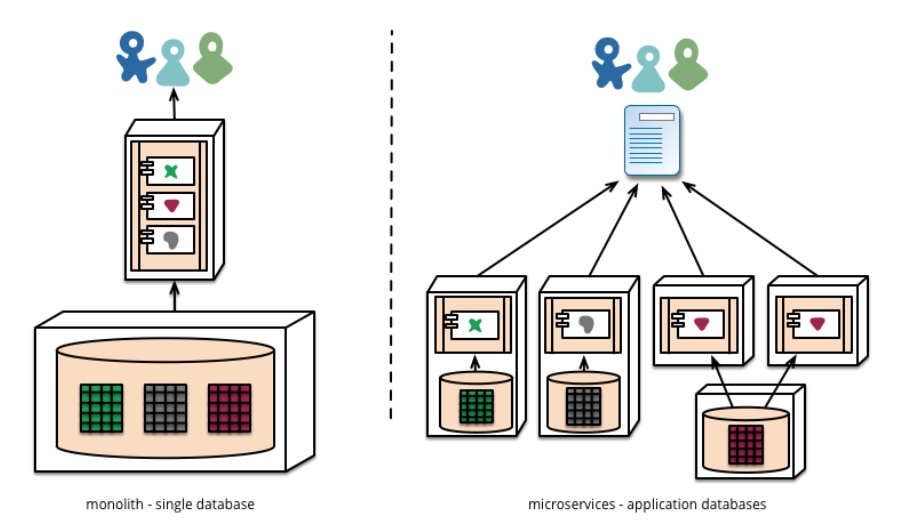 monolith - single database
microservices - application databases